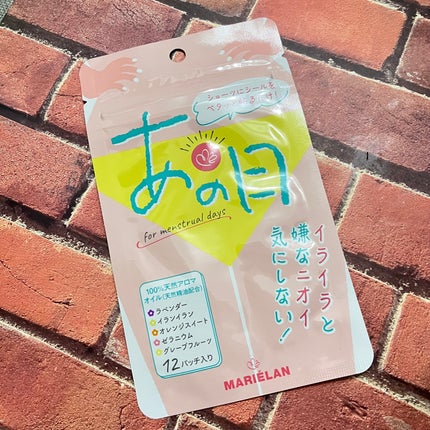 ショーツにシールを
ペタッと貼るだけ!
あの日
for menstrual days
イライラと
嫌なニオイ
気にしない!
100%天然アロマ
オイル(天然精油配合)
ラベンダー
イランイラン
オレンジスイート
ゼラニウム
グレープフルーツ
12パッチ入り
MARIELAN